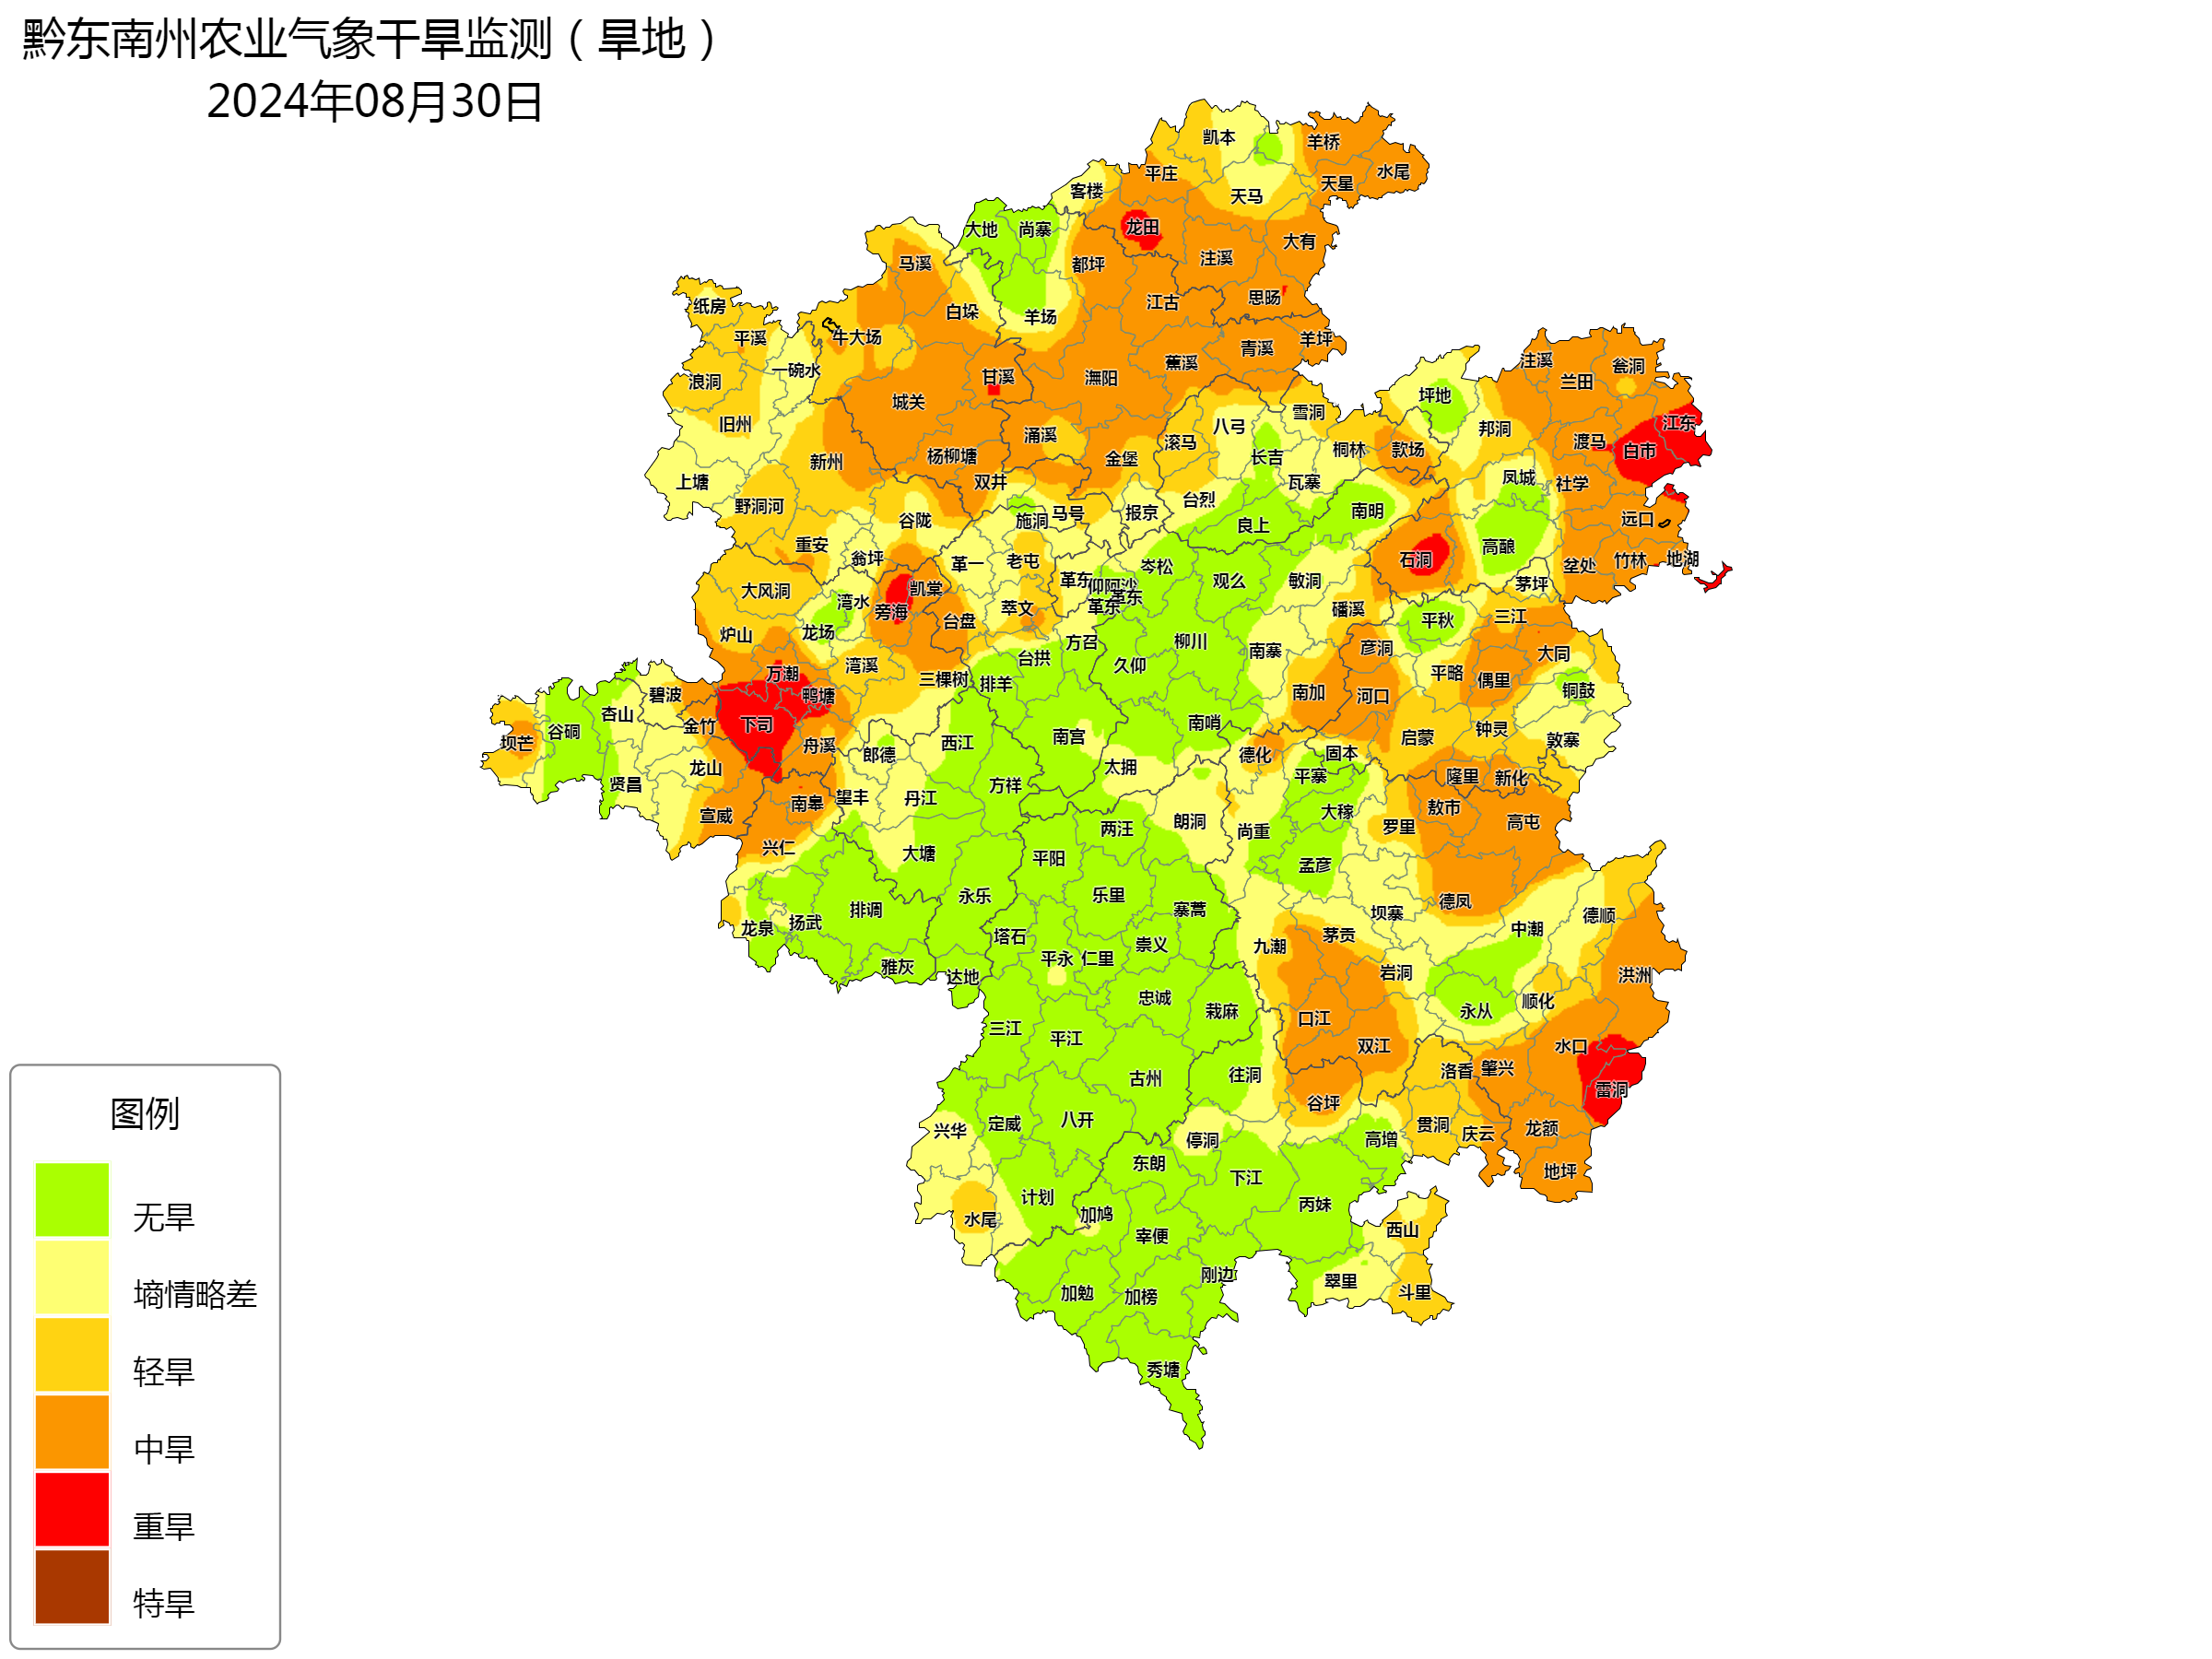 黔东南州农业气象干旱监测（旱地）
2024年08月30日
凯本
羊桥
水尾
天星
平庄
客楼
天马
大地
尚寨
龙田
大有
注溪
马溪
都坪
思旸
江古
白垛
羊场
纸房
平溪
牛大场
羊坪
青溪
蕉溪
一碗水
浪洞
甘溪
潕阳
城关
旧州
注溪
瓮洞
兰田
坪地
雪洞
八弓
江东
邦洞
渡马
白市
涌溪
滚马
桐林
款场
长吉
金堡
杨柳塘
新州
双井
上塘
瓦寨
凤城
社学
台烈
野洞河
谷陇
施洞
马号
报京
南明
良上
远口
重安
翁坪
高酿
石洞
竹林
地湖
盆处
革一
老屯
岑松
革东
仰阿沙
革东
革东
观么
敏洞
茅坪
大风洞
凯棠
湾水
旁海
萃文
磻溪
三江
平秋
台盘
龙场
炉山
柳川
方召
南寨
彦洞
大同
台拱
久仰
湾溪
万潮
三棵树
排羊
平略
偶里
铜鼓
南加
河口
碧波
鸭塘
杏山
金竹
下司
谷硐
坝芒
南哨
钟灵
敦寨
启蒙
南宫
西江
舟溪
郎德
德化
固本
太拥
龙山
平寨
隆里
新化
贤昌
方祥
丹江
望丰
南皋
宣威
大稼
敖市
高屯
罗里
朗洞
尚重
两汪
兴仁
大塘
平阳
孟彦
永乐
乐里
排调
寨蒿
德凤
坝寨
德顺
中潮
扬武
龙泉
塔石
崇义
九潮
茅贡
平永
仁里
雅灰
达地
岩洞
洪洲
忠诚
栽麻
永从
顺化
口江
三江
平江
双江
水口
洛香
肇兴
古州
往洞
雷洞
谷坪
八开
定威
兴华
贯洞
庆云
龙额
高增
停洞
东朗
地坪
下江
计划
丙妹
加鸠
水尾
西山
宰便
刚边
翠里
斗里
加勉
加榜
秀塘
图例
无旱
墒情略差
轻旱
中旱
重旱
特旱